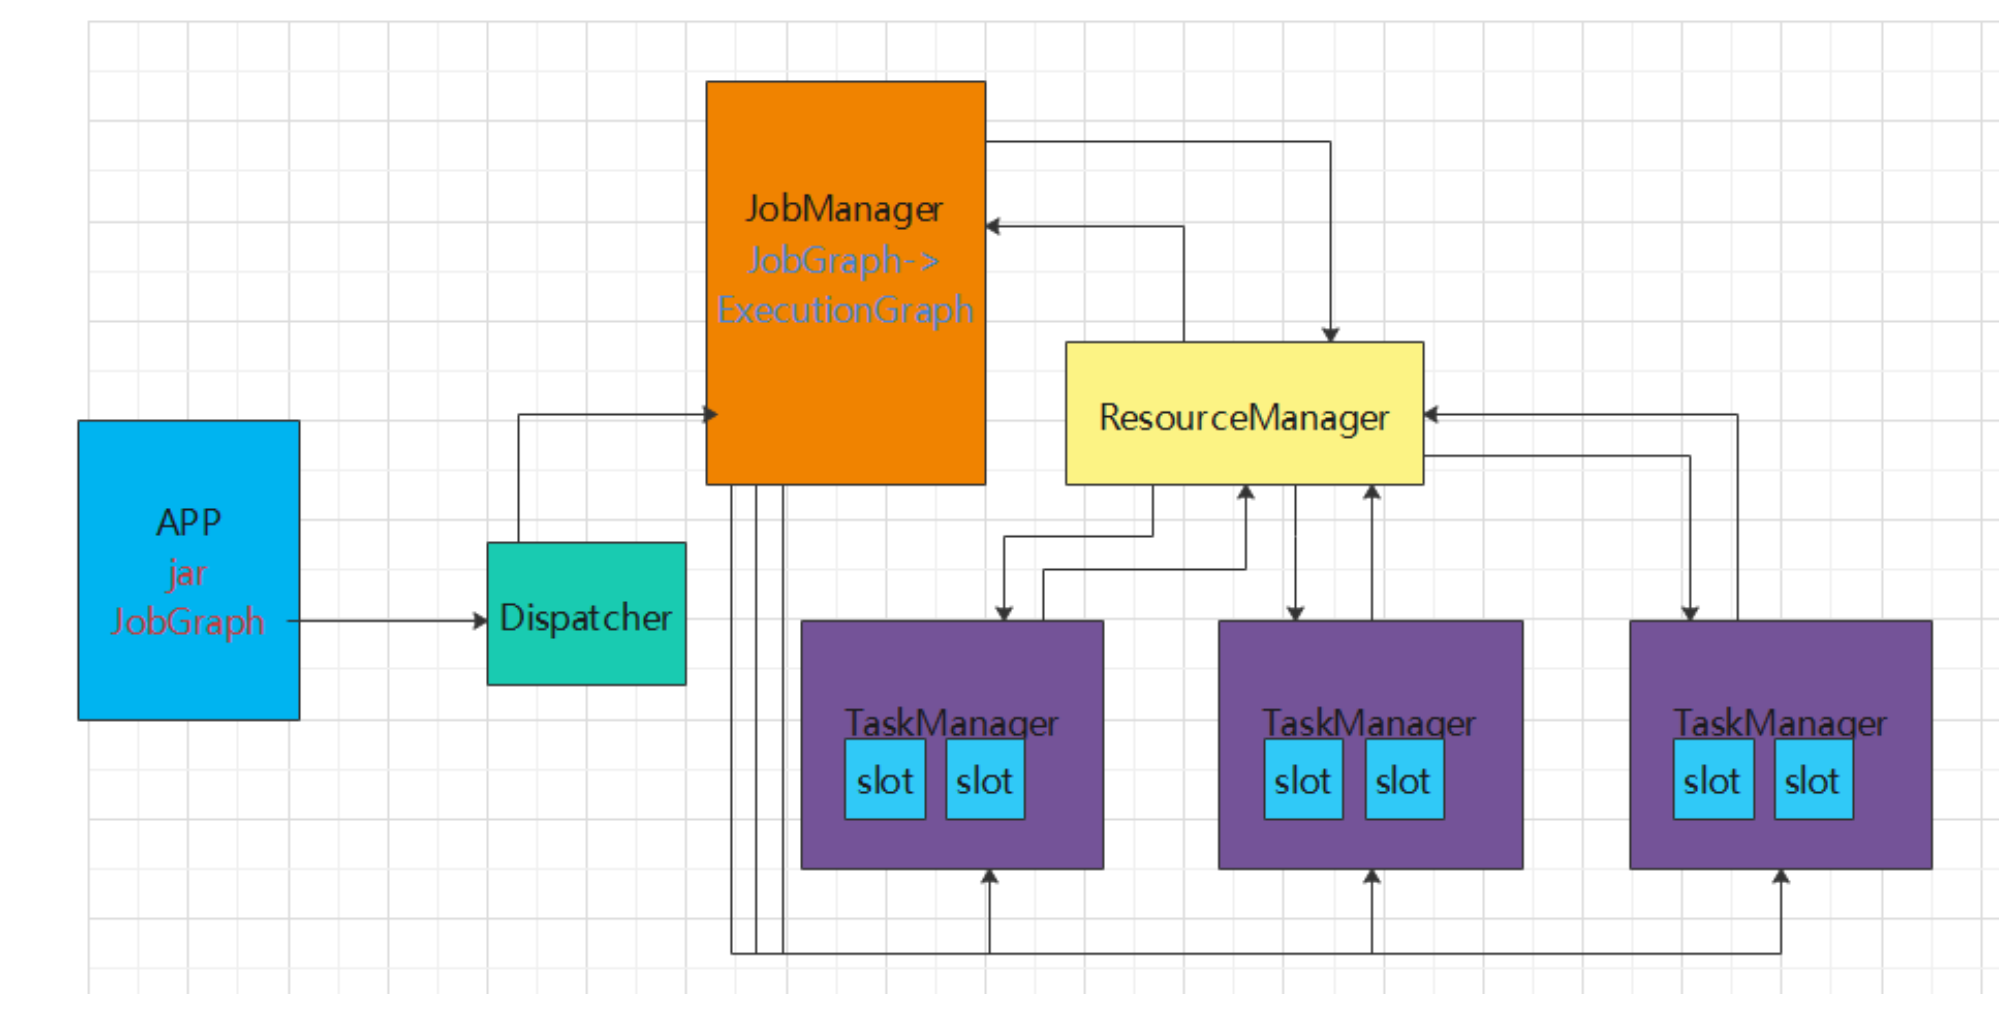 JobManager
JobGraph->
ExecutionGraph
ResourceManager
APP
jar
JobGraph
Dispatcher
TaskManager
slot slot
TaskManager
slot slot
TaskManager
slot slot